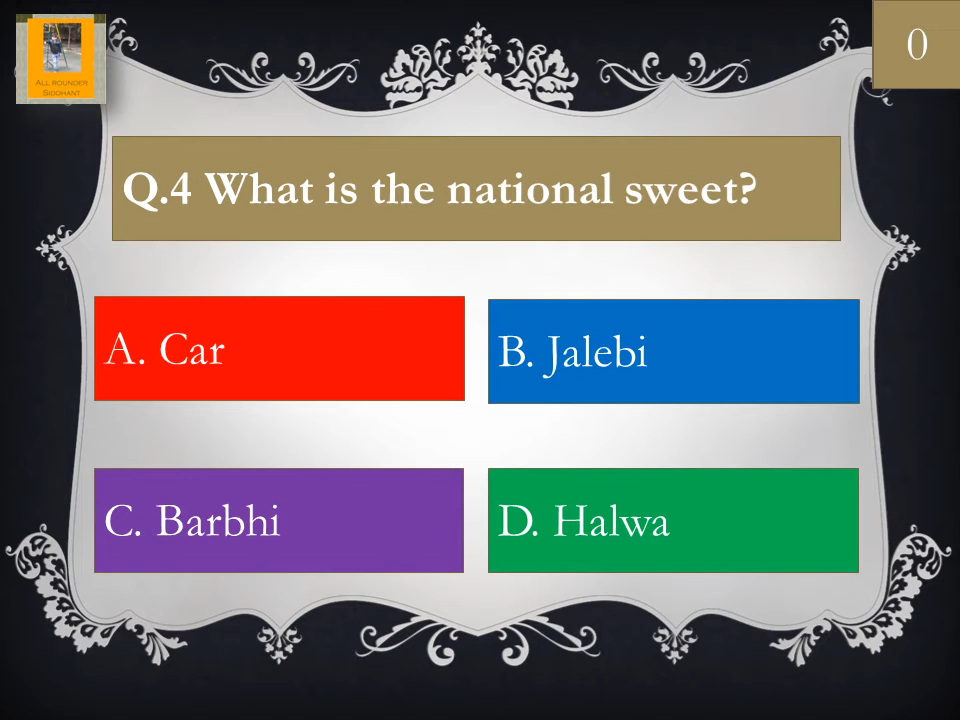 ALL ROUNDER
SIDDHANT
0
Q.4 What is the national sweet?
A. Car
B. Jalebi
C. Barbhi
D. Halwa